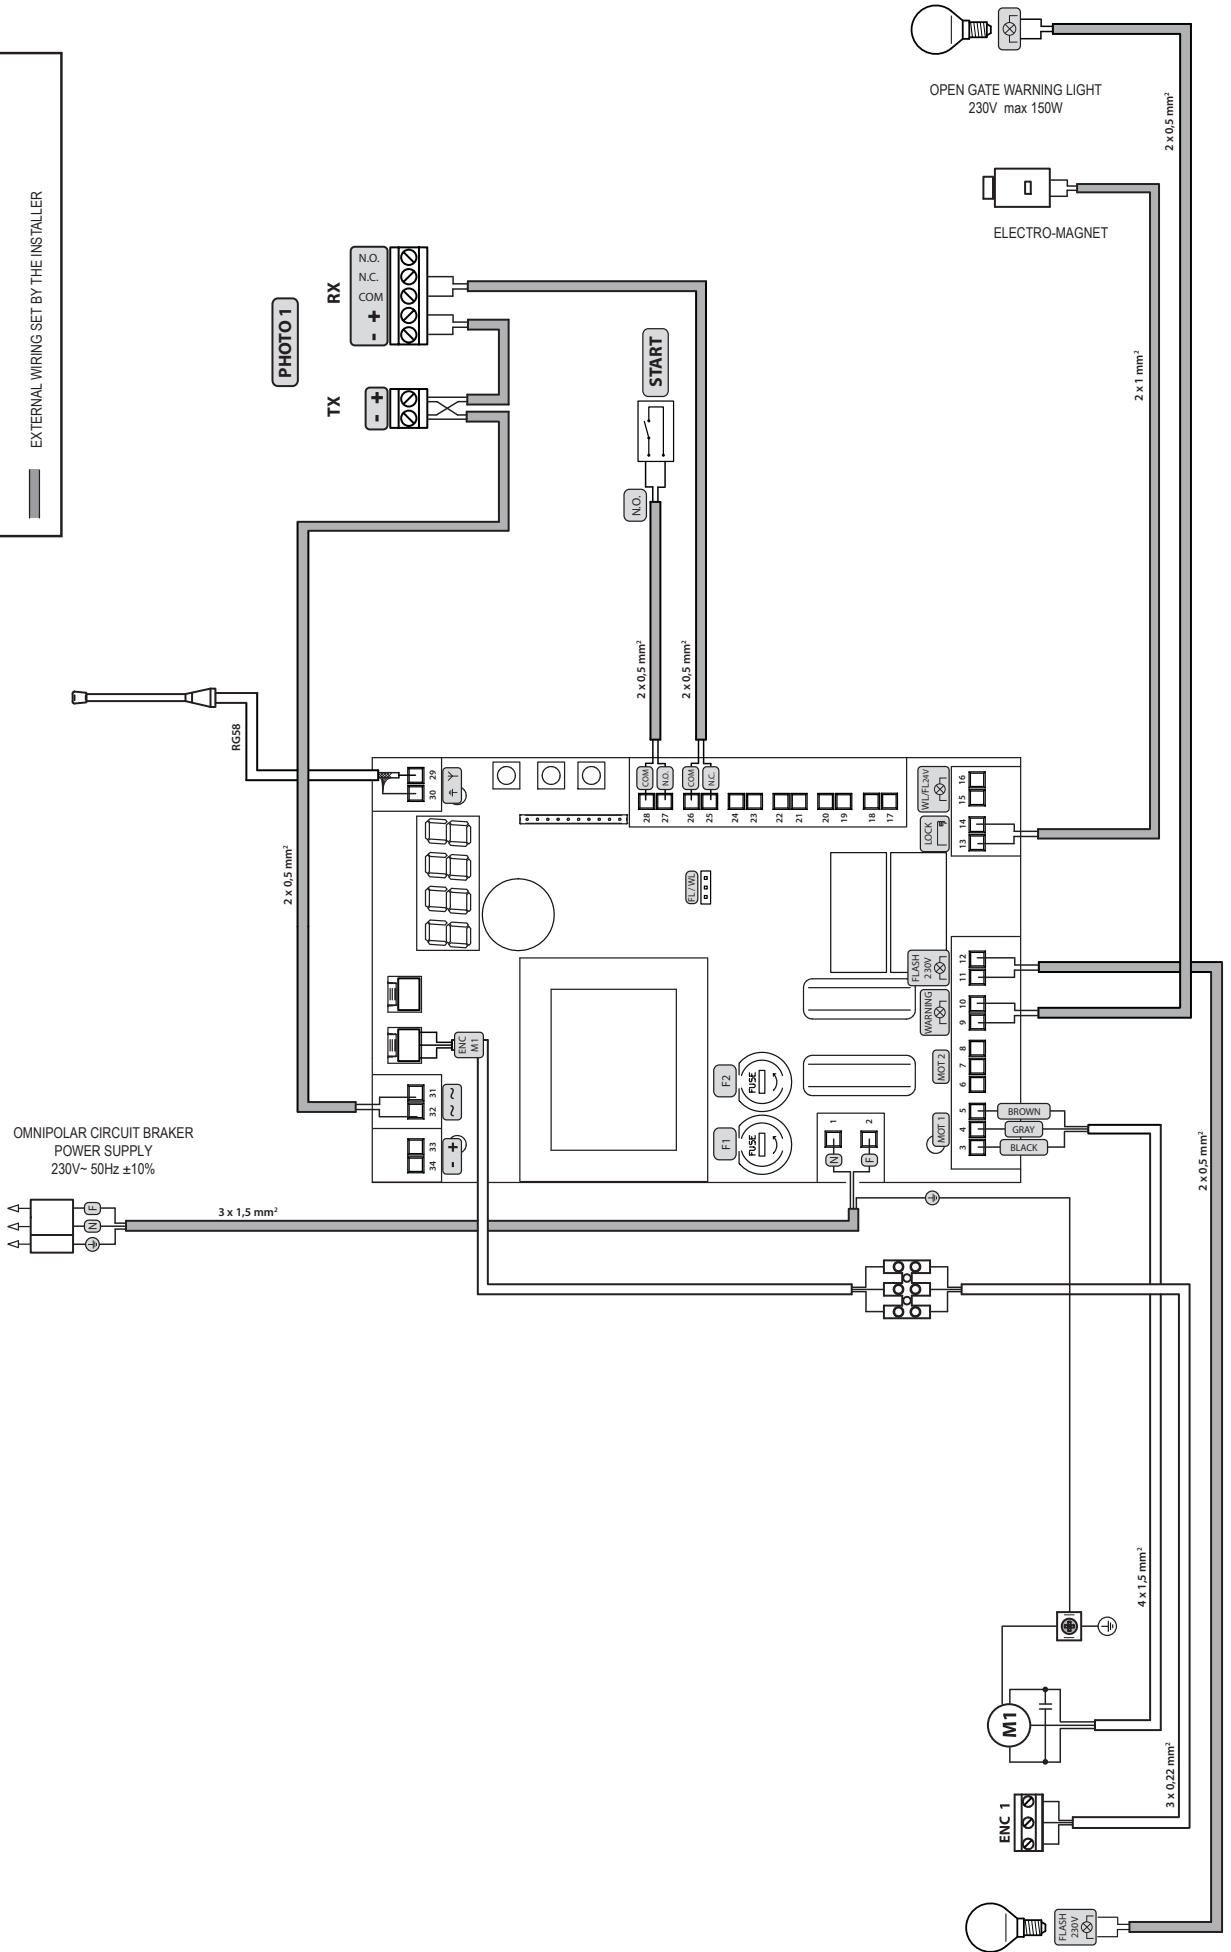 OPEN GATE WARNING LIGHT
230V max 150W
2 x 0,5 mm²
ELECTRO-MAGNET
2 x 1 mm²
EXTERNAL WIRING SET BY THE INSTALLER
PHOTO 1
RX
N.O.
N.C.
COM
- +
TX
- +
START
N.O.
2 x 0,5 mm²
2 x 0,5 mm²
RG58
2 x 0,5 mm²
29
30
COM
N.O.
COM
N.C.
28
27
26
25
24
23
22
21
20
19
18
17
FL / WL
WL/FL24V
16
15
LOCK
14
13
FLASH
230V
12
11
WARNING
10
9
MOT 2
8
7
6
MOT 1
5
4
3
BROWN
GRAY
BLACK
ENC
M1
31
32
~ ~
33
34
- +
F2
FUSE
F1
FUSE
1
2
N
F
OMNIPOLAR CIRCUIT BRAKER
POWER SUPPLY
230V~ 50Hz ±10%
F
N
3 x 1,5 mm²
2 x 0,5 mm²
4 x 1,5 mm²
M1
3 x 0,22 mm²
ENC 1
FLASH
230V